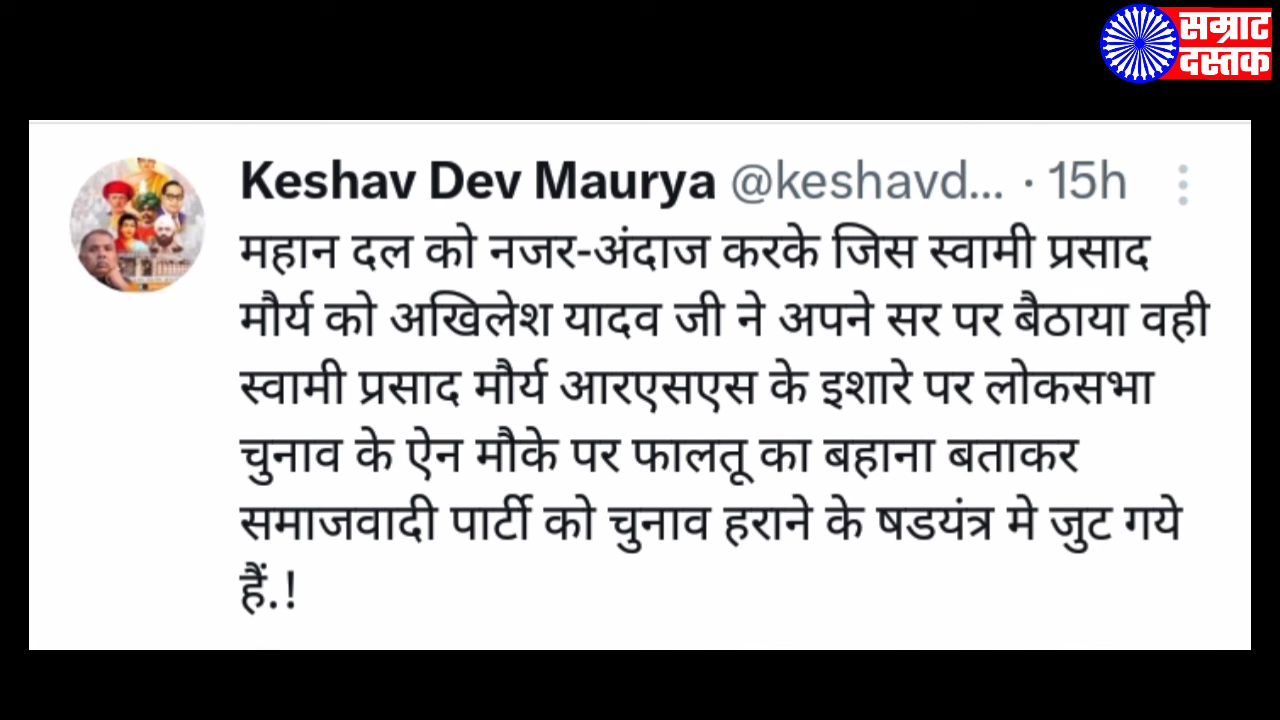 सम्राट
दस्तक
Keshav Dev Maurya @keshavd... · 15h
महान दल को नजर-अंदाज करके जिस स्वामी प्रसाद
मौर्य को अखिलेश यादव जी ने अपने सर पर बैठाया वही
स्वामी प्रसाद मौर्य आरएसएस के इशारे पर लोकसभा
चुनाव के ऐन मौके पर फालतू का बहाना बताकर
समाजवादी पार्टी को चुनाव हराने के षडयंत्र मे जुट गये
हैं.!